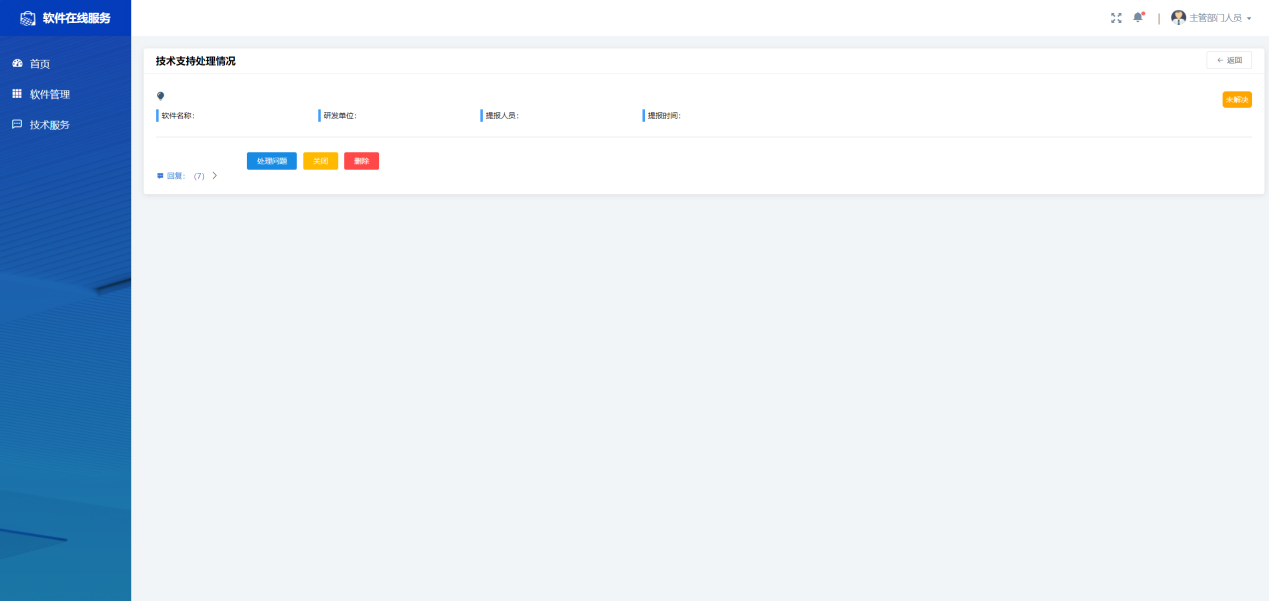 软件在线服务
主管部门人员
首页
软件管理
技术服务
技术支持处理情况
← 返回
未解决
软件名称:
研发单位:
提报人员:
提报时间:
处理问题
关闭
删除
回复: (7) >